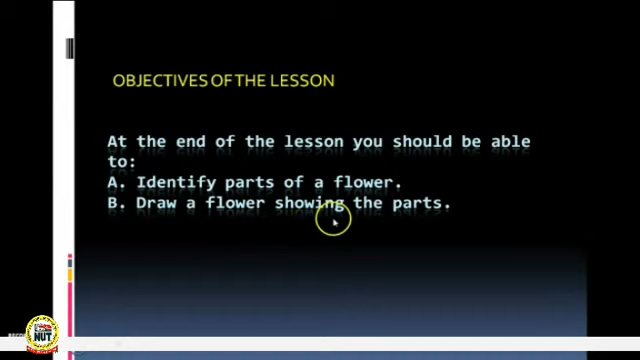 OBJECTIVES OF THE LESSON
At the end of the lesson you should be able
to:
A. Identify parts of a flower.
B. Draw a flower showing the parts.
NUT